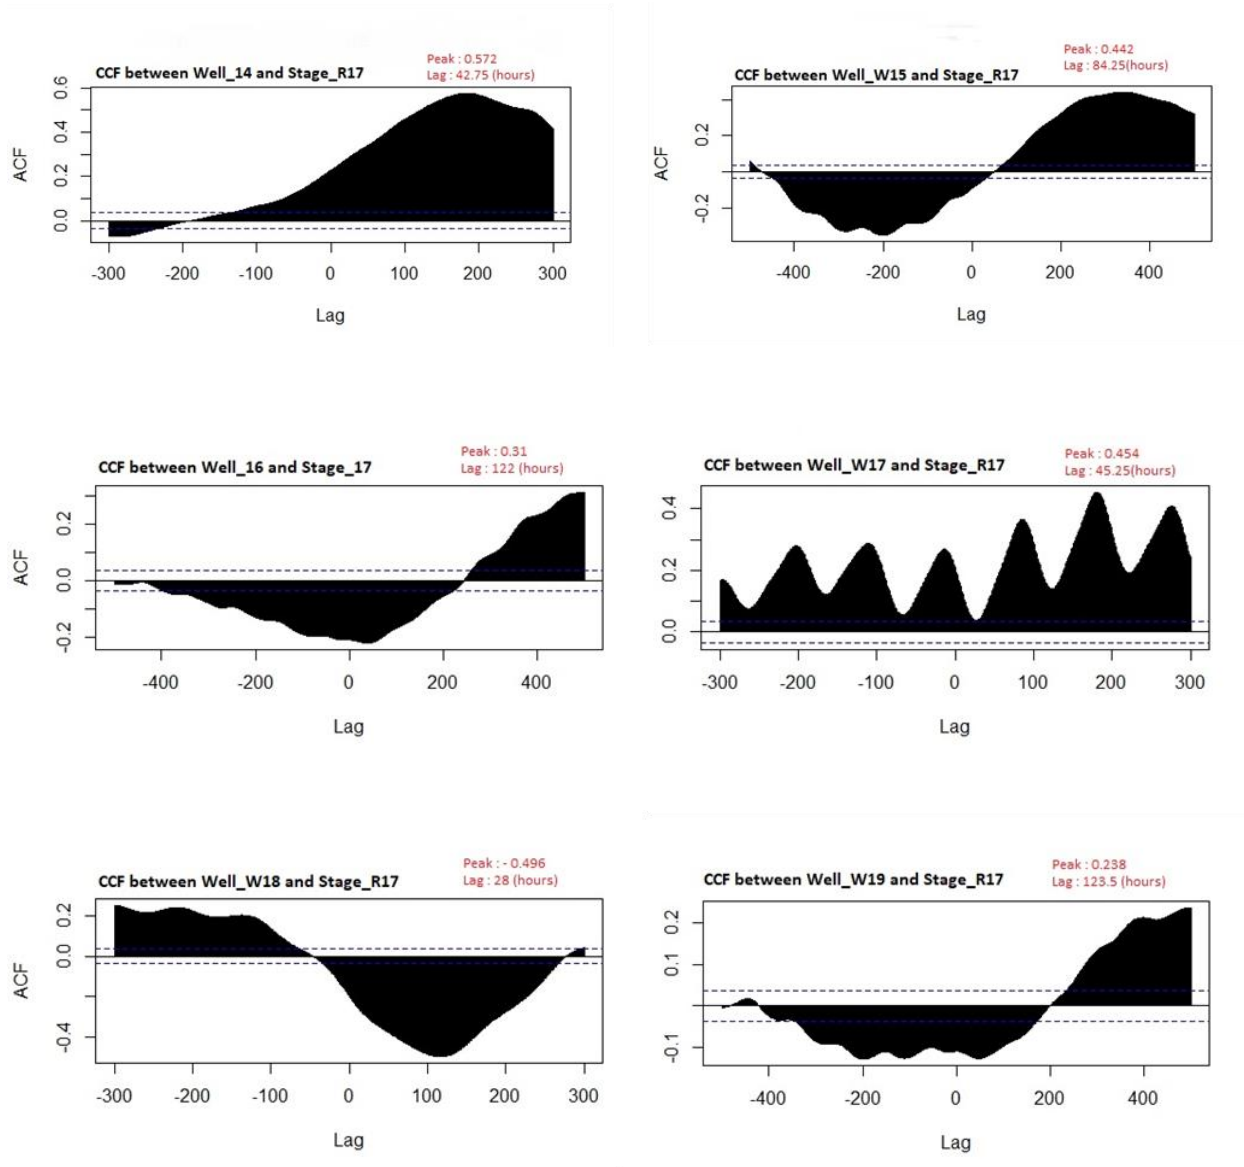 CCF between Well_14 and Stage_R17
Peak : 0.572
Lag : 42.75 (hours)
ACF
0.6
0.4
0.2
0.0
-300 -200 -100 0 100 200 300
Lag
CCF between Well_W15 and Stage_R17
Peak : 0.442
Lag : 84.25(hours)
ACF
0.2
-0.2
-400 -200 0 200 400
Lag
CCF between Well_16 and Stage_17
Peak : 0.31
Lag : 122 (hours)
ACF
0.2
0.0
-0.2
-400 -200 0 200 400
Lag
CCF between Well_W17 and Stage_R17
Peak : 0.454
Lag : 45.25(hours)
0.4
0.2
0.0
-300 -200 -100 0 100 200 300
Lag
CCF between Well_W18 and Stage_R17
Peak : - 0.496
Lag : 28 (hours)
ACF
0.2
0.0
-0.4
-300 -200 -100 0 100 200 300
Lag
CCF between Well_W19 and Stage_R17
Peak : 0.238
Lag : 123.5 (hours)
0.2
0.1
-0.1
-400 -200 0 200 400
Lag